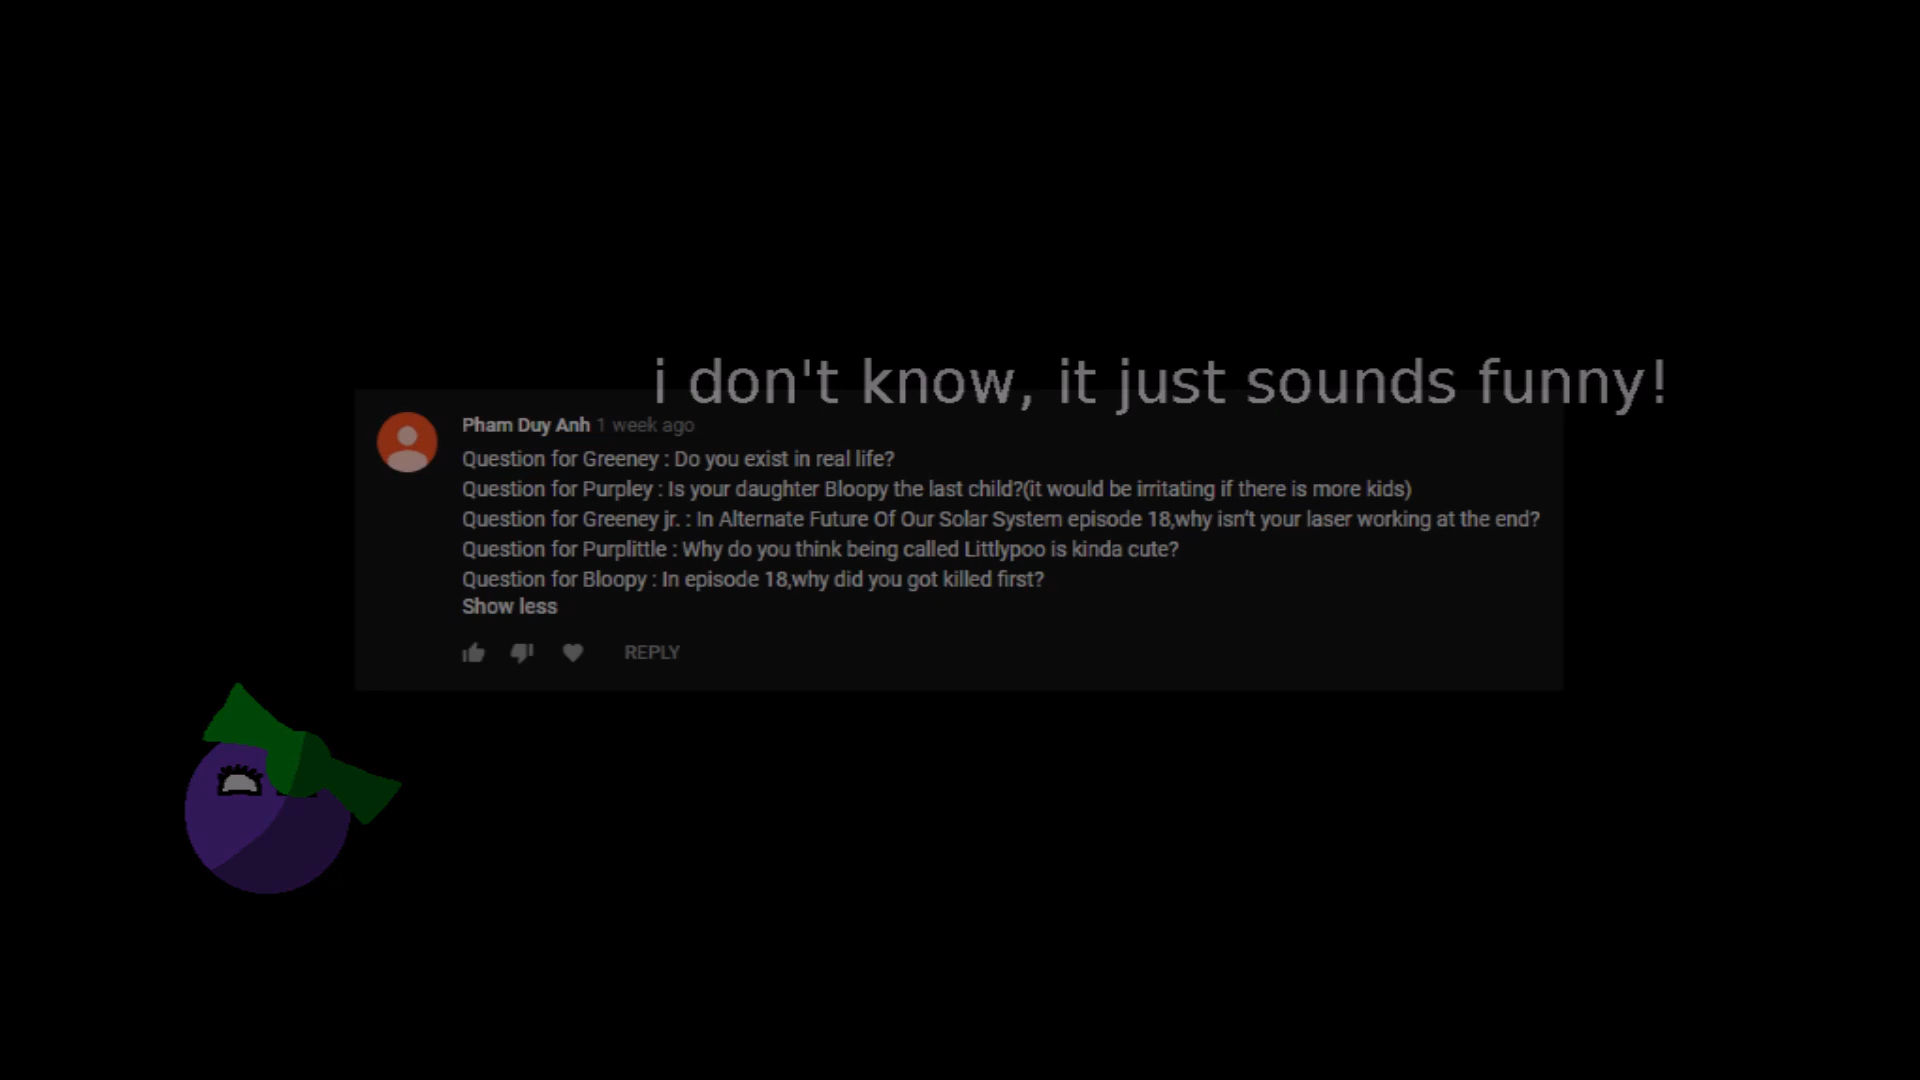 i don't know, it just sounds funny!
Pham Duy Anh 1 week ago
Question for Greeney : Do you exist in real life?
Question for Purpley : Is your daughter Bloopy the last child?(it would be irritating if there is more kids)
Question for Greeney jr. : In Alternate Future Of Our Solar System episode 18,why isn't your laser working at the end?
Question for Purplittle : Why do you think being called Littlypoo is kinda cute?
Question for Bloopy : In episode 18,why did you got killed first?
Show less
REPLY